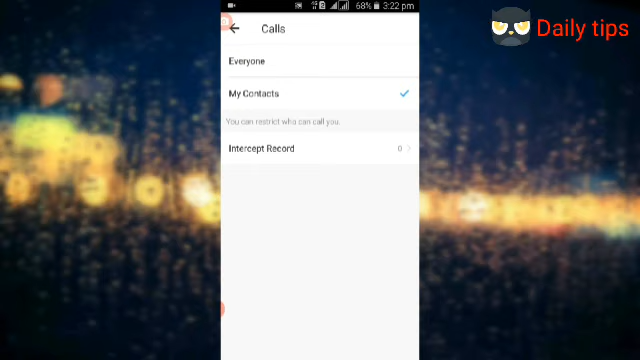 68% 3:22 pm
Calls
Daily tips
Everyone
My Contacts
You can restrict who can call you.
Intercept Record 0